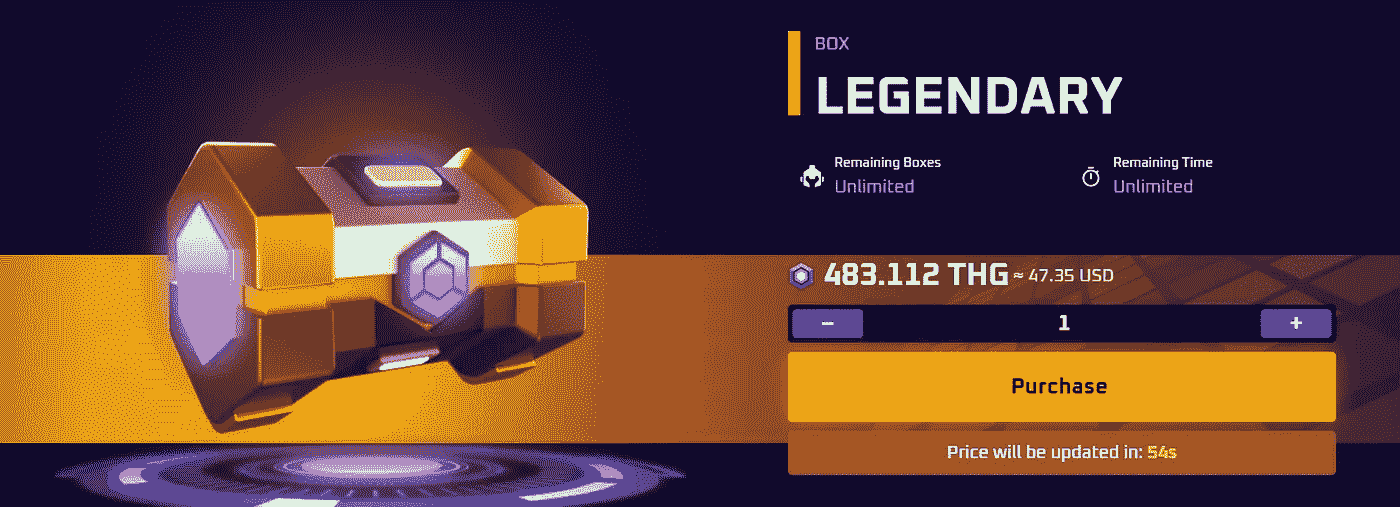 BOX
LEGENDARY
Remaining Boxes
Unlimited
Remaining Time
Unlimited
483.112 THG ≈ 47.35 USD
− 1 +
Purchase
Price will be updated in: 54s